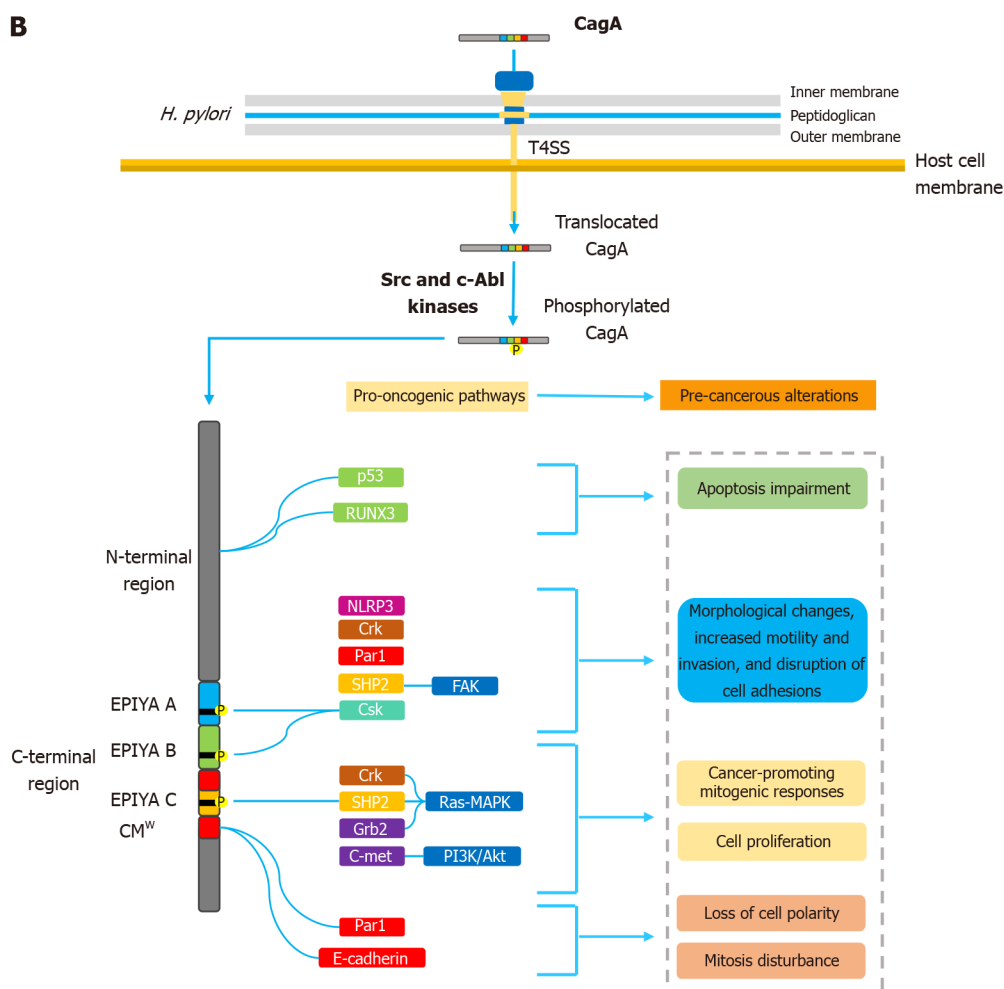 B
CagA
Inner membrane
H. pylori
Peptidoglican
Outer membrane
T4SS
Host cell
membrane
Translocated
CagA
Src and c-Abl
kinases
Phosphorylated
CagA
P
Pro-oncogenic pathways
Pre-cancerous alterations
p53
RUNX3
Apoptosis impairment
N-terminal
region
NLRP3
Crk
Par1
SHP2
FAK
Csk
Morphological changes,
increased motility and
invasion, and disruption of
cell adhesions
EPIYA A
P
EPIYA B
P
C-terminal
region
EPIYA C
P
CMᵂ
Crk
SHP2
Ras-MAPK
Grb2
C-met
PI3K/Akt
Cancer-promoting
mitogenic responses
Cell proliferation
Par1
E-cadherin
Loss of cell polarity
Mitosis disturbance